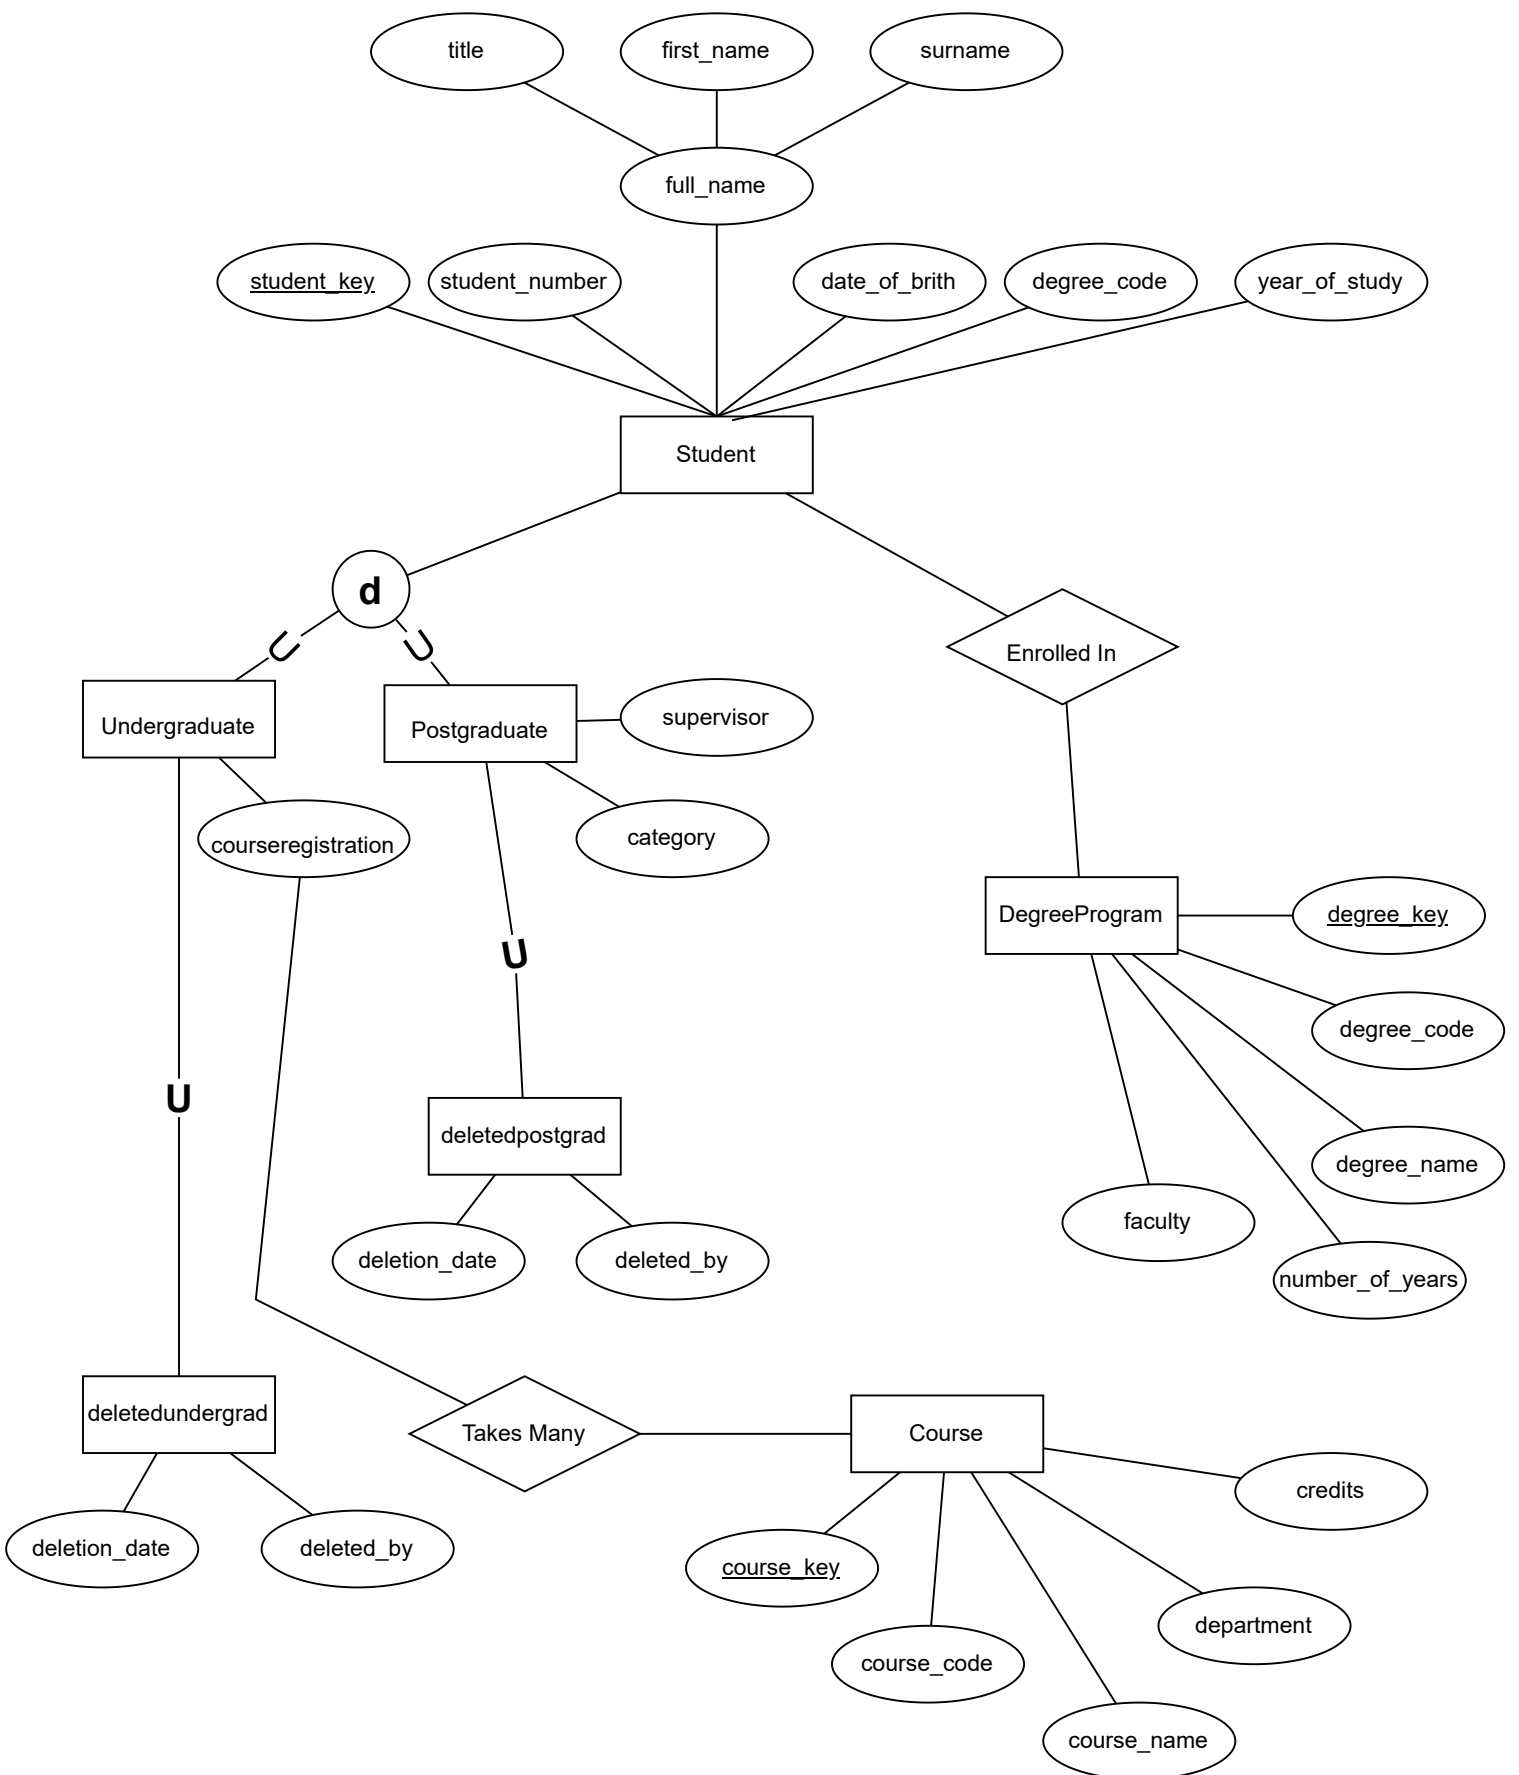 title
first_name
surname
full_name
student_key
student_number
date_of_brith
degree_code
year_of_study
Student
d
U
U
Enrolled In
Undergraduate
Postgraduate
supervisor
courseregistration
category
DegreeProgram
degree_key
U
degree_code
U
deletedpostgrad
degree_name
faculty
deletion_date
deleted_by
number_of_years
deletedundergrad
Takes Many
Course
credits
deletion_date
deleted_by
course_key
department
course_code
course_name